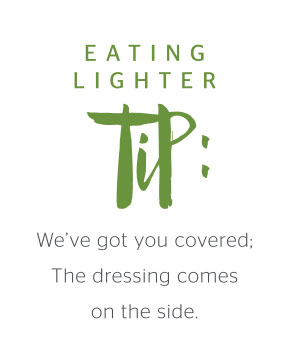 EATING
LIGHTER
TiP:
We've got you covered;
The dressing comes
on the side.